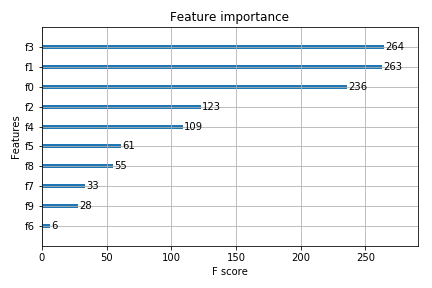 Feature importance
f3 264
f1 263
f0 236
f2 123
f4 109
f5 61
f8 55
f7 33
f9 28
f6 6
Features
0 50 100 150 200 250
F score